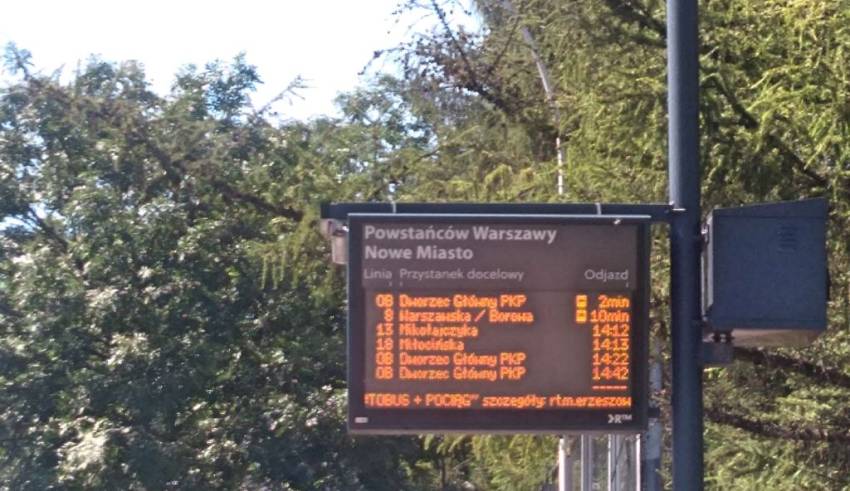 Powstańców Warszawy
Nowe Miasto
Linia Przystanek docelowy Odjazd
0B Dworzec Główny PKP 2min
8 Warszawska / Borowa 10min
13 Mikołajczyka 14:12
18 Miłocińska 14:13
0B Dworzec Główny PKP 14:22
0B Dworzec Główny PKP 14:42
-----
!TOBUS + POCIĄG" szczegóły: rtm.erzeszow
R™